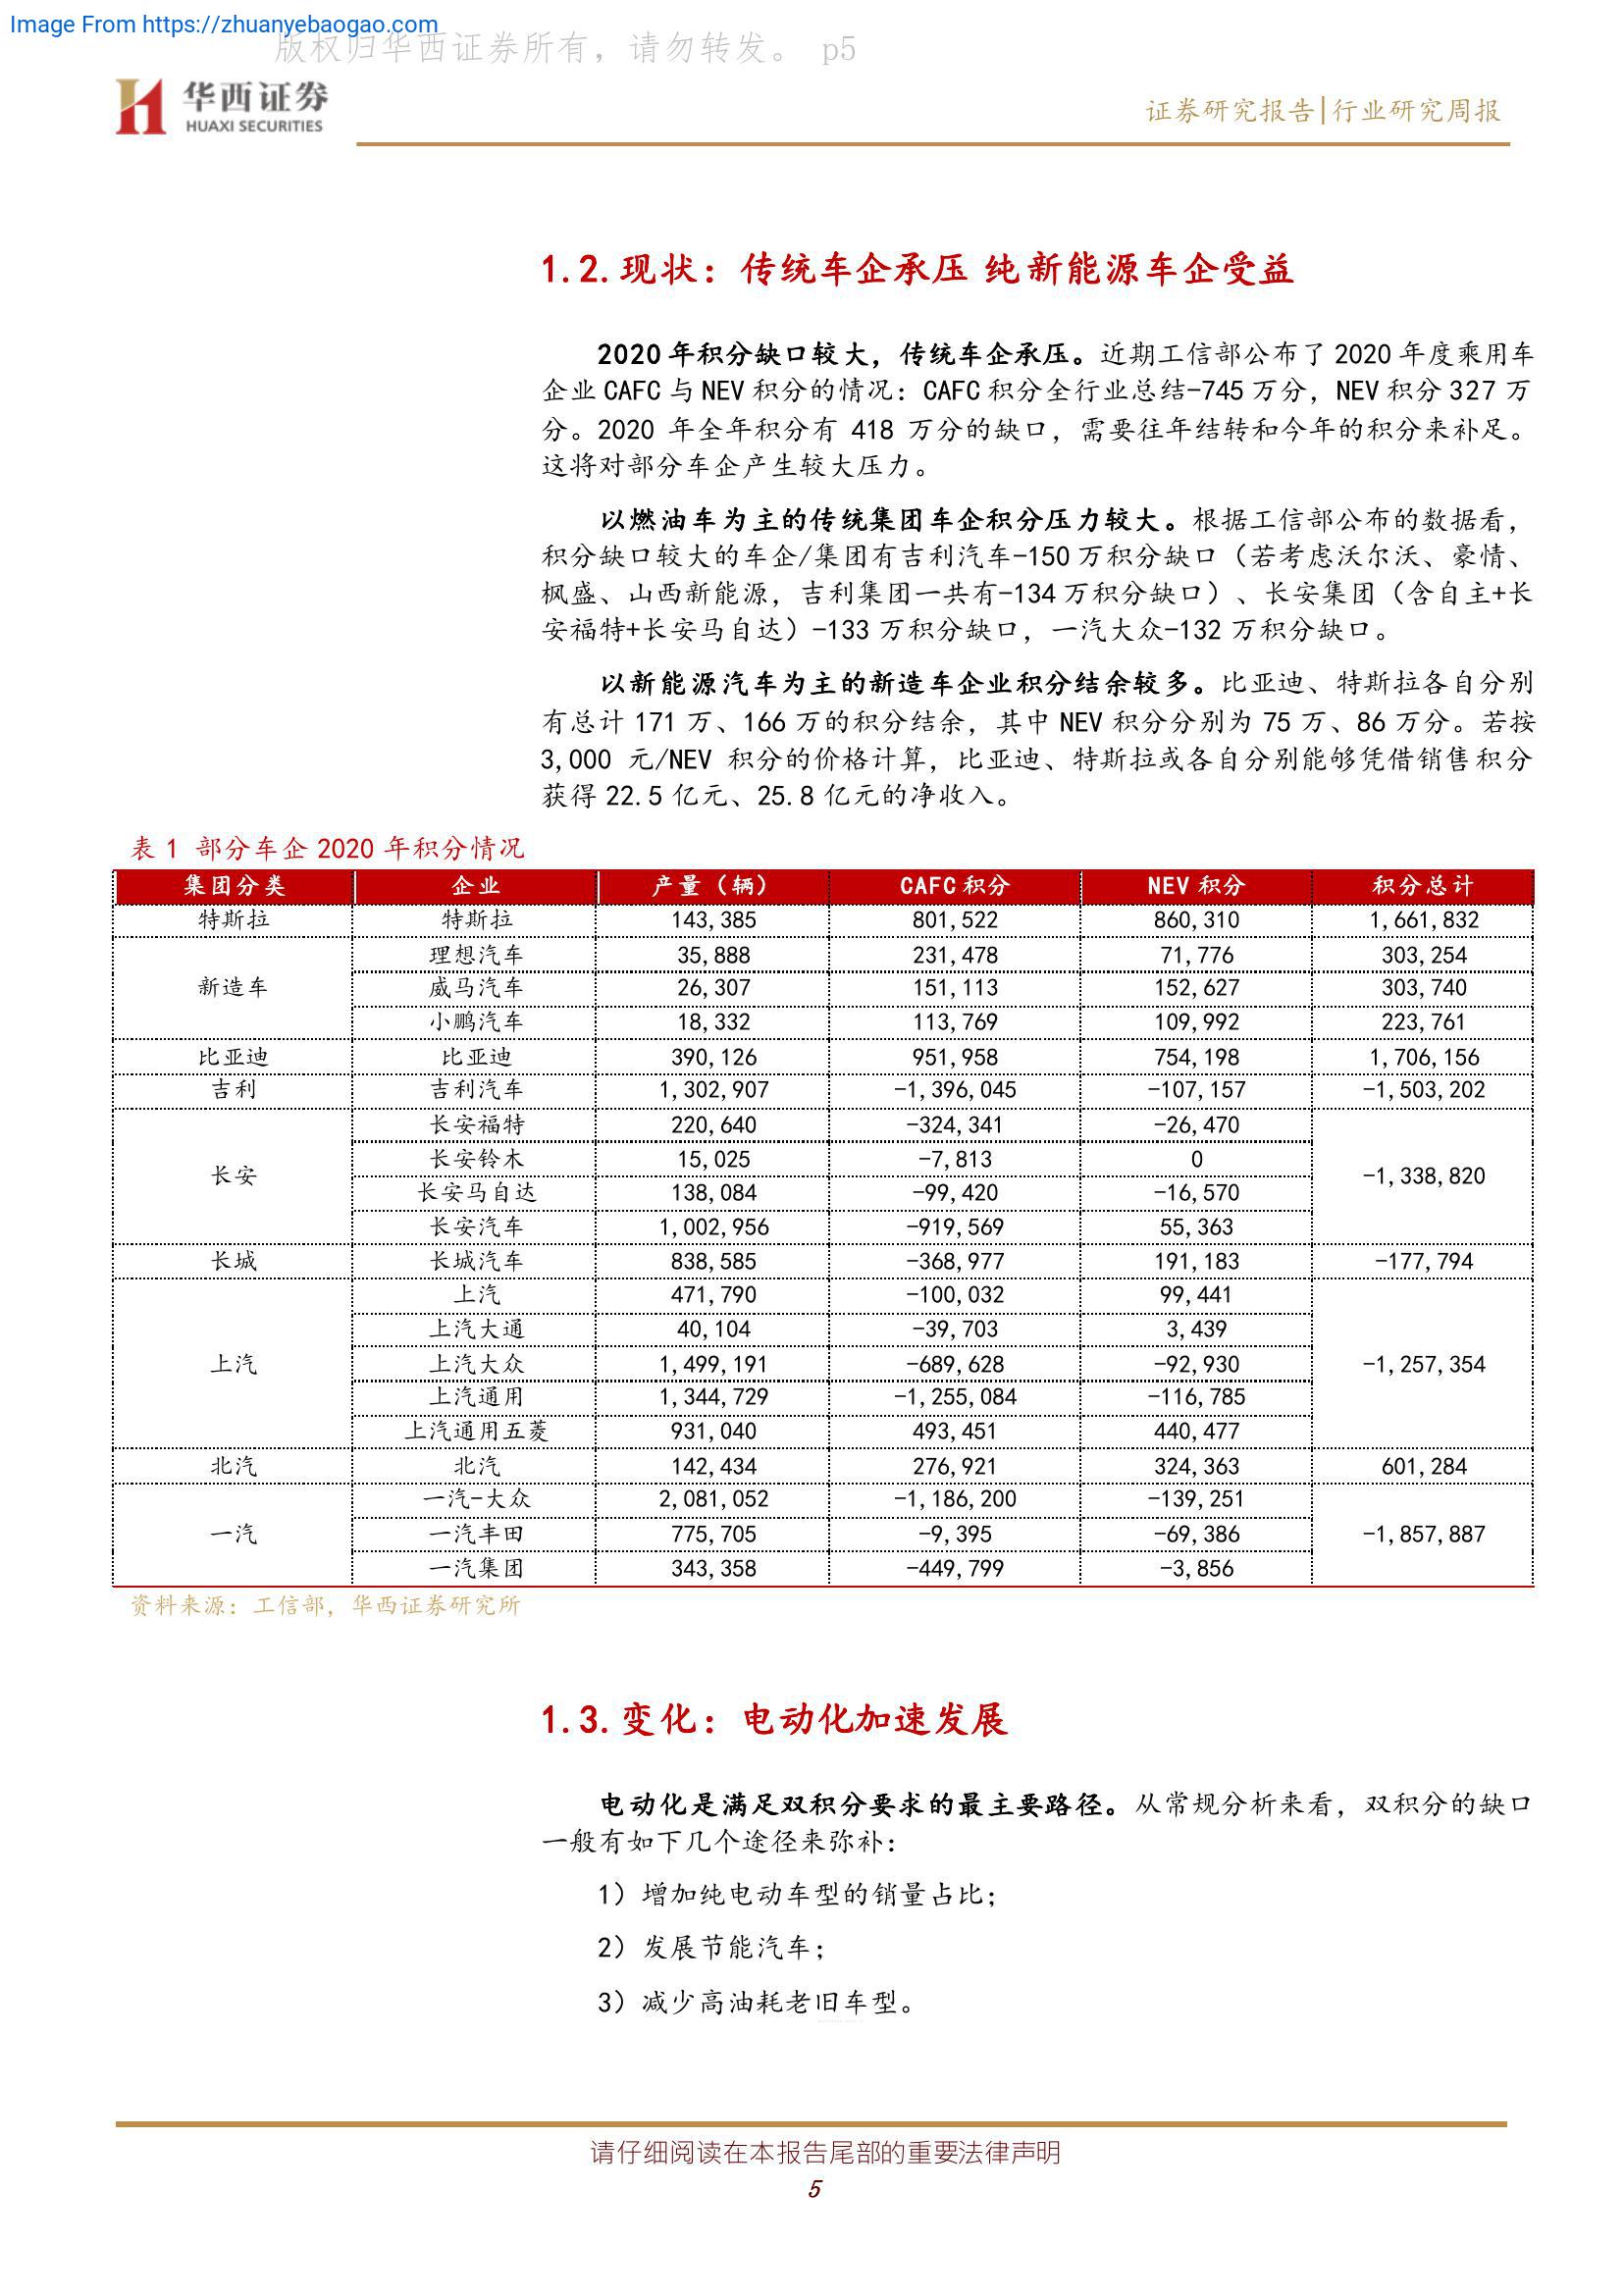 Image From https://zhuanyebaogao.com
版权归华西证券所有，请勿转发。 p5
华西证券
HUAXI SECURITIES
证券研究报告|行业研究周报
1.2.现状：传统车企承压 纯新能源车企受益
2020年积分缺口较大，传统车企承压。近期工信部公布了2020年度乘用车
企业CAFC与NEV积分的情况：CAFC积分全行业总结-745万分，NEV积分327万
分。2020 年全年积分有 418 万分的缺口，需要往年结转和今年的积分来补足。
这将对部分车企产生较大压力。
以燃油车为主的传统集团车企积分压力较大。根据工信部公布的数据看，
积分缺口较大的车企/集团有吉利汽车-150万积分缺口（若考虑沃尔沃、豪情、
枫盛、山西新能源，吉利集团一共有-134万积分缺口）、长安集团（含自主+长
安福特+长安马自达）-133 万积分缺口，一汽大众-132 万积分缺口。
以新能源汽车为主的新造车企业积分结余较多。比亚迪、特斯拉各自分别
有总计 171 万、166 万的积分结余，其中 NEV 积分分别为 75 万、86 万分。若按
3,000 元/NEV 积分的价格计算，比亚迪、特斯拉或各自分别能够凭借销售积分
获得 22.5 亿元、25.8 亿元的净收入。
表 1 部分车企 2020 年积分情况
集团分类 企业 产量（辆） CAFC积分 NEV积分 积分总计
特斯拉 特斯拉 143,385 801,522 860,310 1,661,832
理想汽车 35,888 231,478 71,776 303,254
新造车 威马汽车 26,307 151,113 152,627 303,740
小鹏汽车 18,332 113,769 109,992 223,761
比亚迪 比亚迪 390,126 951,958 754,198 1,706,156
吉利 吉利汽车 1,302,907 -1,396,045 -107,157 -1,503,202
长安福特 220,640 -324,341 -26,470
长安铃木 15,025 -7,813 0
长安 -1,338,820
长安马自达 138,084 -99,420 -16,570
长安汽车 1,002,956 -919,569 55,363
长城 长城汽车 838,585 -368,977 191,183 -177,794
上汽 471,790 -100,032 99,441
上汽大通 40,104 -39,703 3,439
上汽 上汽大众 1,499,191 -689,628 -92,930 -1,257,354
上汽通用 1,344,729 -1,255,084 -116,785
上汽通用五菱 931,040 493,451 440,477
北汽 北汽 142,434 276,921 324,363 601,284
一汽-大众 2,081,052 -1,186,200 -139,251
一汽 一汽丰田 775,705 -9,395 -69,386 -1,857,887
一汽集团 343,358 -449,799 -3,856
资料来源：工信部，华西证券研究所
1.3.变化：电动化加速发展
电动化是满足双积分要求的最主要路径。从常规分析来看，双积分的缺口
一般有如下几个途径来弥补：
1）增加纯电动车型的销量占比；
2）发展节能汽车；
3）减少高油耗老旧车型。
请仔细阅读在本报告尾部的重要法律声明
5